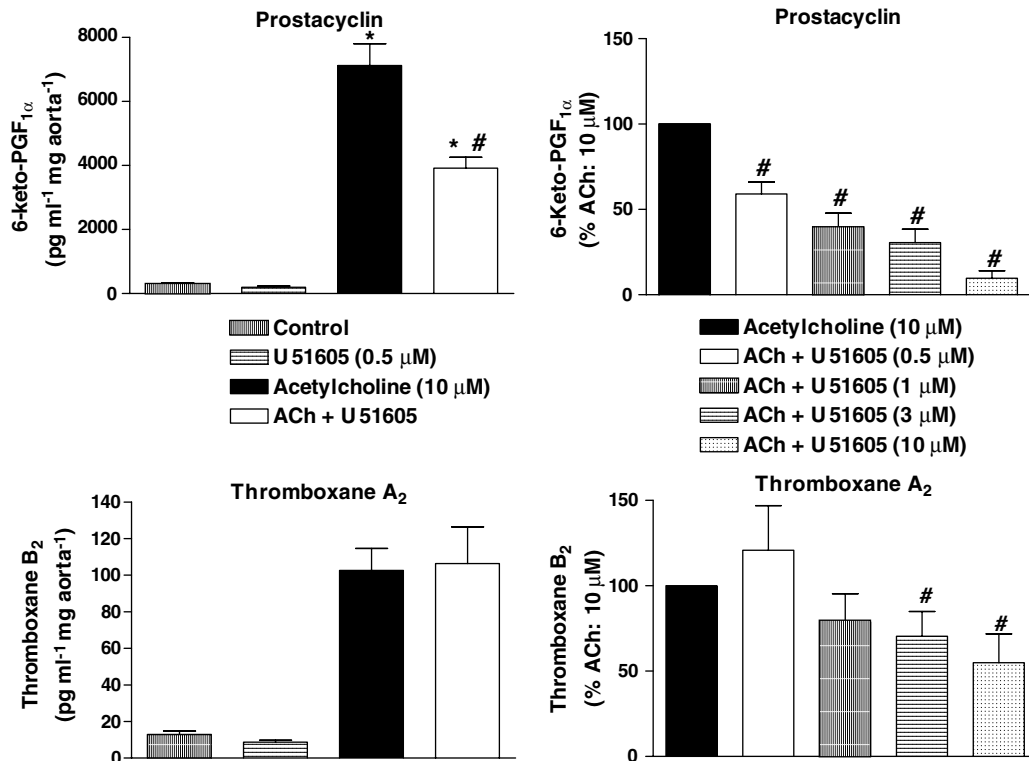 Prostacyclin
6-keto-PGF1α
(pg ml-1 mg aorta-1)
8000
6000
4000
2000
0
*
* #
Control
U 51605 (0.5 μM)
Acetylcholine (10 μM)
ACh + U 51605
Prostacyclin
6-Keto-PGF1α
(% ACh: 10 μM)
150
100
50
0
#
#
#
#
Acetylcholine (10 μM)
ACh + U 51605 (0.5 μM)
ACh + U 51605 (1 μM)
ACh + U 51605 (3 μM)
ACh + U 51605 (10 μM)
Thromboxane A2
Thromboxane B2
(pg ml-1 mg aorta-1)
140
120
100
80
60
40
20
0
Thromboxane A2
Thromboxane B2
(% ACh: 10 μM)
150
100
50
0
#
#